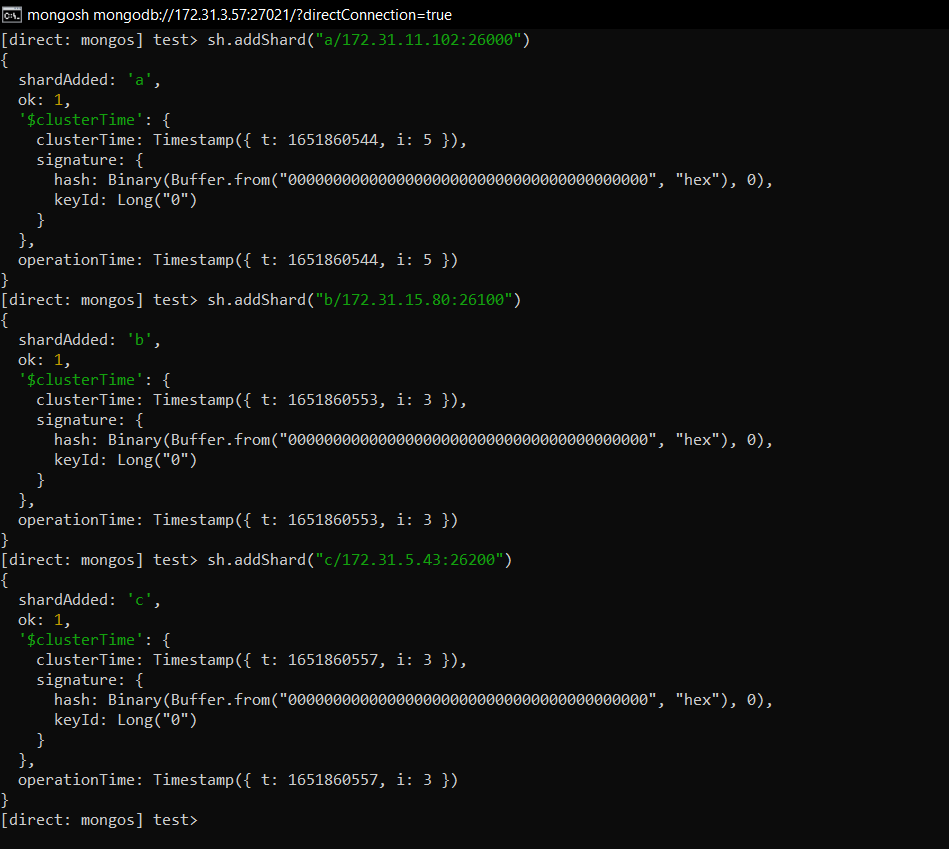 mongosh mongodb://172.31.3.57:27021/?directConnection=true
[direct: mongos] test> sh.addShard("a/172.31.11.102:26000")
{
  shardAdded: 'a',
  ok: 1,
  '$clusterTime': {
    clusterTime: Timestamp({ t: 1651860544, i: 5 }),
    signature: {
      hash: Binary(Buffer.from("0000000000000000000000000000000000000000", "hex"), 0),
      keyId: Long("0")
    }
  },
  operationTime: Timestamp({ t: 1651860544, i: 5 })
}
[direct: mongos] test> sh.addShard("b/172.31.15.80:26100")
{
  shardAdded: 'b',
  ok: 1,
  '$clusterTime': {
    clusterTime: Timestamp({ t: 1651860553, i: 3 }),
    signature: {
      hash: Binary(Buffer.from("0000000000000000000000000000000000000000", "hex"), 0),
      keyId: Long("0")
    }
  },
  operationTime: Timestamp({ t: 1651860553, i: 3 })
}
[direct: mongos] test> sh.addShard("c/172.31.5.43:26200")
{
  shardAdded: 'c',
  ok: 1,
  '$clusterTime': {
    clusterTime: Timestamp({ t: 1651860557, i: 3 }),
    signature: {
      hash: Binary(Buffer.from("0000000000000000000000000000000000000000", "hex"), 0),
      keyId: Long("0")
    }
  },
  operationTime: Timestamp({ t: 1651860557, i: 3 })
}
[direct: mongos] test>